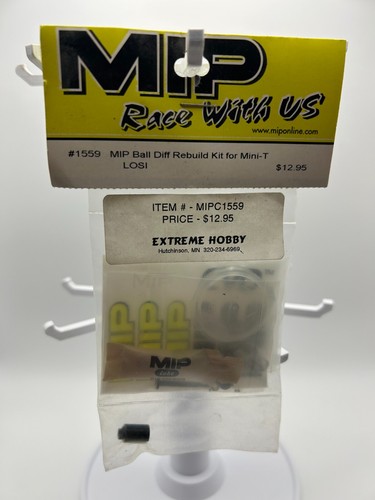 MIP
Race With US
www.miponline.com
#1559 MIP Ball Diff Rebuild Kit for Mini-T
LOSI $12.95
ITEM # - MIPC1559
PRICE - $12.95
EXTREME HOBBY
Hutchinson, MN 320-234-6969
MIP MIP MIP
MIP